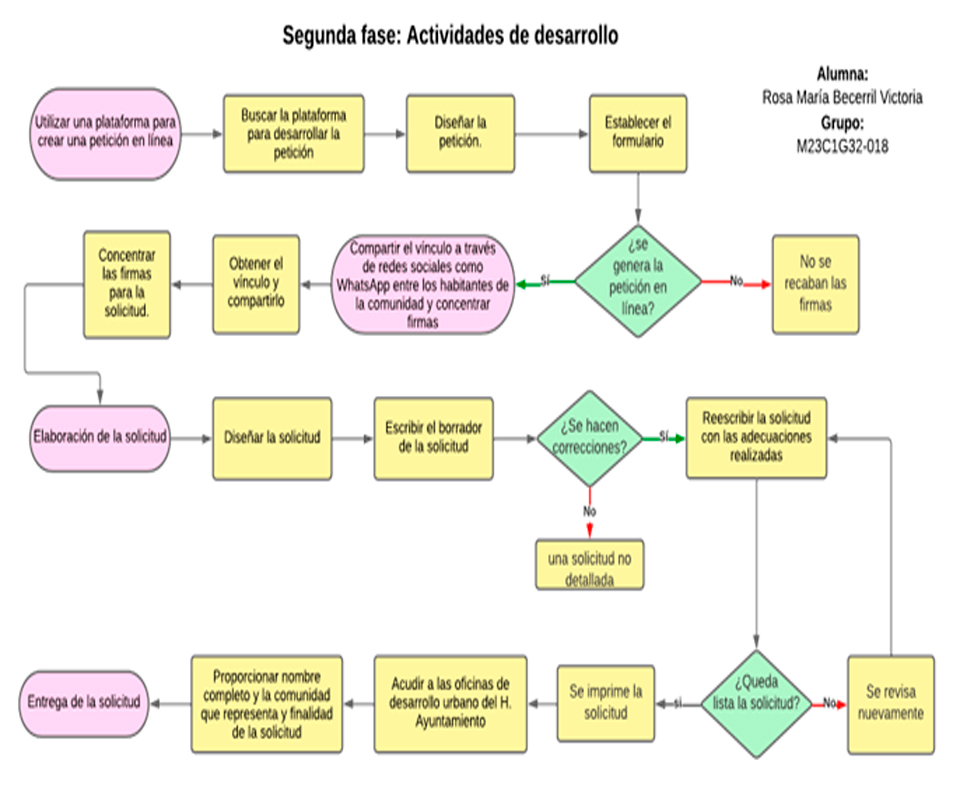 Segunda fase: Actividades de desarrollo
Alumna:
Rosa María Becerril Victoria
Grupo:
M23C1G32-018
Utilizar una plataforma para
crear una petición en línea
Buscar la plataforma
para desarrollar la
petición
Diseñar la
petición.
Establecer el
formulario
¿se
genera la
petición en
línea?
No
No se
recaban las
firmas
Sí
Compartir el vínculo a través
de redes sociales como
WhatsApp entre los habitantes de
la comunidad y concentrar
firmas
Obtener el
vínculo y
compartirlo
Concentrar
las firmas
para la
solicitud.
Elaboración de la solicitud
Diseñar la solicitud
Escribir el borrador
de la solicitud
¿Se hacen
correcciones?
Sí
Reescribir la solicitud
con las adecuaciones
realizadas
No
una solicitud no
detallada
¿Queda
lista la solicitud?
No
Se revisa
nuevamente
sí
Se imprime la
solicitud
Acudir a las oficinas de
desarrollo urbano del H.
Ayuntamiento
Proporcionar nombre
completo y la comunidad
que representa y finalidad
de la solicitud
Entrega de la solicitud